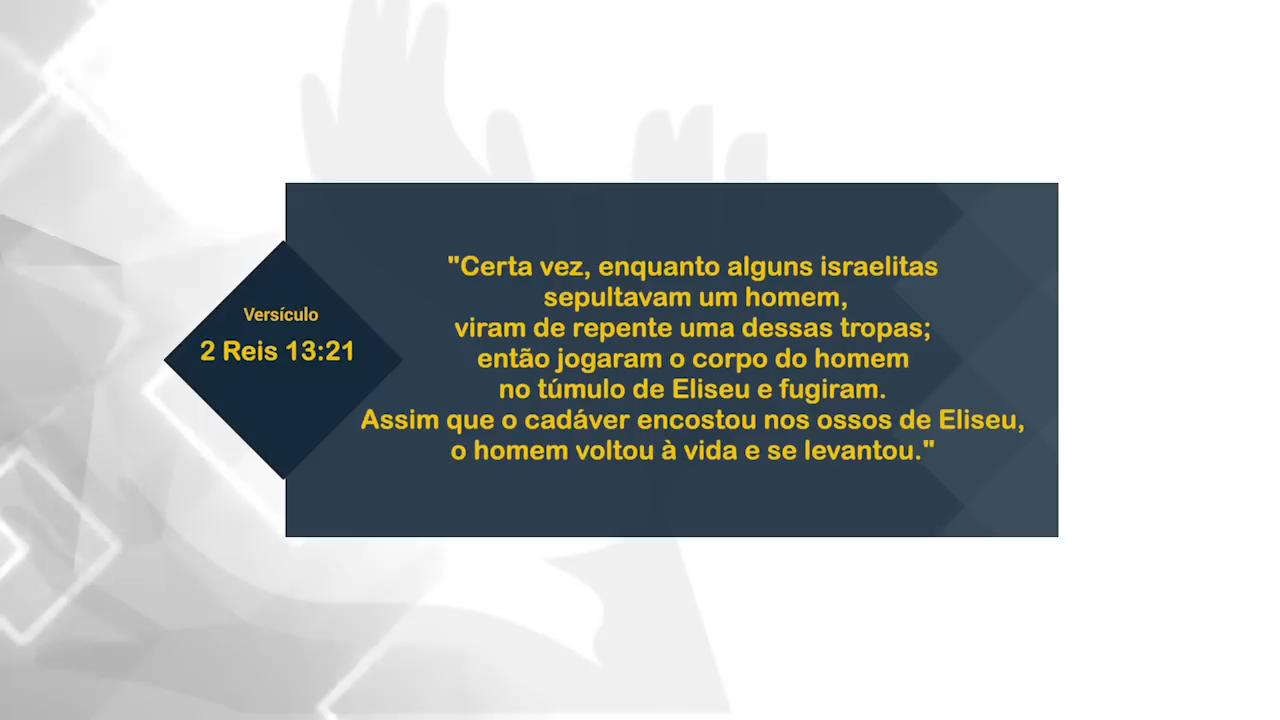 Versículo
2 Reis 13:21
"Certa vez, enquanto alguns israelitas
sepultavam um homem,
viram de repente uma dessas tropas;
então jogaram o corpo do homem
no túmulo de Eliseu e fugiram.
Assim que o cadáver encostou nos ossos de Eliseu,
o homem voltou à vida e se levantou."